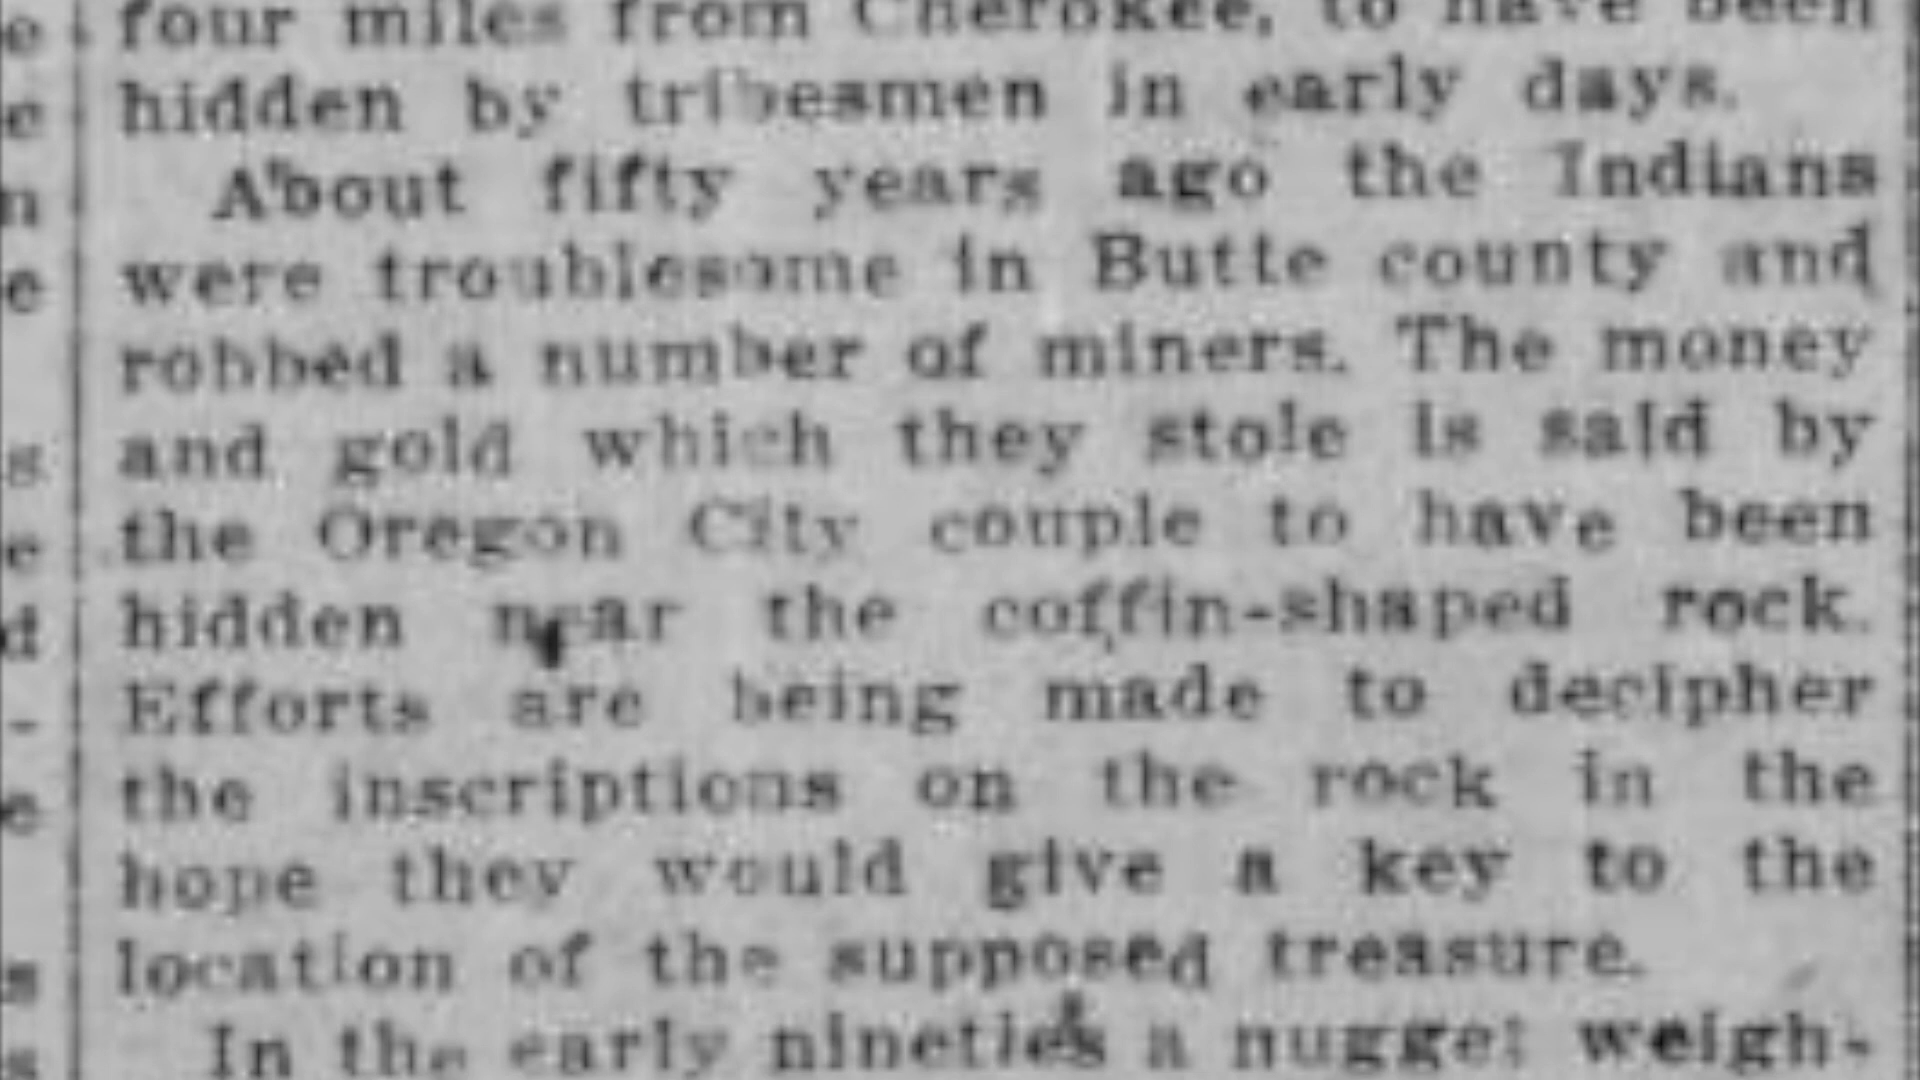 four miles from Cherokee, to have been
hidden by tribesmen in early days.
About fifty years ago the Indians
were troublesome in Butte county and
robbed a number of miners. The money
and gold which they stole is said by
the Oregon City couple to have been
hidden near the coffin-shaped rock.
Efforts are being made to decipher
the inscriptions on the rock in the
hope they would give a key to the
location of the supposed treasure.
In the early nineties a nugget weigh-